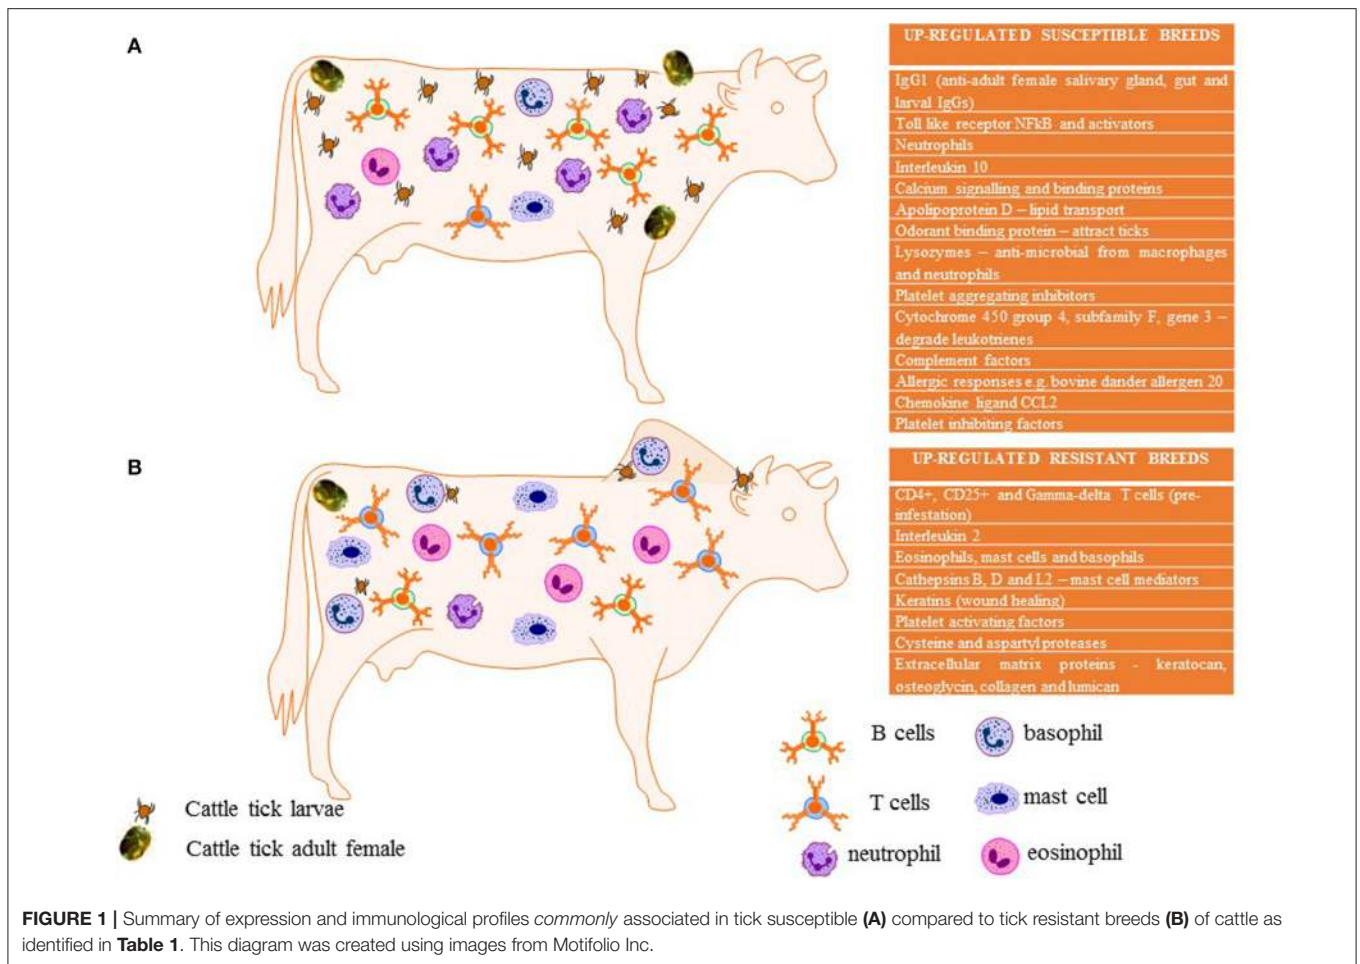 A
UP-REGULATED SUSCEPTIBLE BREEDS
IgG1 (anti-adult female salivary gland, gut and
larval IgGs)
Toll like receptor NFkB and activators
Neutrophils
Interleukin 10
Calcium signalling and binding proteins
Apolipoprotein D – lipid transport
Odorant binding protein – attract ticks
Lysozymes – anti-microbial from macrophages
and neutrophils
Platelet aggregating inhibitors
Cytochrome 450 group 4, subfamily F, gene 3 –
degrade leukotrienes
Complement factors
Allergic responses e.g. bovine dander allergen 20
Chemokine ligand CCL2
Platelet inhibiting factors
B
UP-REGULATED RESISTANT BREEDS
CD4+, CD25+ and Gamma-delta T cells (pre-
infestation)
Interleukin 2
Eosinophils, mast cells and basophils
Cathepsins B, D and L2 – mast cell mediators
Keratins (wound healing)
Platelet activating factors
Cysteine and aspartyl proteases
Extracellular matrix proteins - keratocan,
osteoglycin, collagen and lumican
Cattle tick larvae
Cattle tick adult female
B cells
basophil
T cells
mast cell
neutrophil
eosinophil
FIGURE 1 | Summary of expression and immunological profiles commonly associated in tick susceptible (A) compared to tick resistant breeds (B) of cattle as
identified in Table 1. This diagram was created using images from Motifolio Inc.